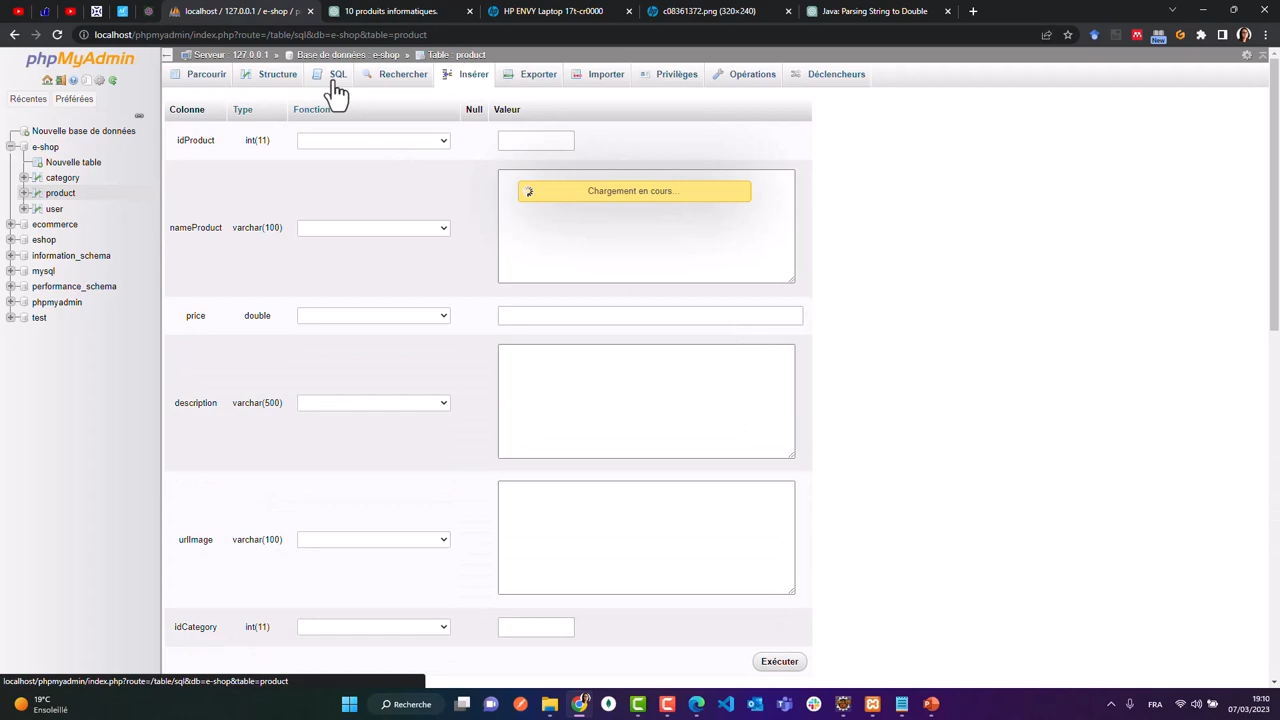 localhost / 127.0.0.1 / e-shop / p
10 produits informatiques.
HP ENVY Laptop 17t-cr0000
c08361372.png (320×
Java: Parsing String to Dou
localhost/phpmyadmin/index.php?route=/table/sql&db=e-shop&table=product
New
phpMyAdmin
Récentes Préférées
Nouvelle base de données
e-shop
Nouvelle table
category
product
user
ecommerce
eshop
information_schema
mysql
performance_schema
phpmyadmin
test
Serveur : 127.0.0.1 » Base de données : e-shop » Table : product
Parcourir Structure SQL Rechercher Insérer Exporter Importer Privilèges Opérations Déclencheurs
Colonne Type Fonction Null Valeur
idProduct int(11)
Chargement en cours...
nameProduct varchar(100)
price double
description varchar(500)
urlImage varchar(100)
idCategory int(11)
Exécuter
localhost/phpmyadmin/index.php?route=/table/sql&db=e-shop&table=product
19°C
Ensoleillé
Recherche
FRA
19:10
07/03/2023